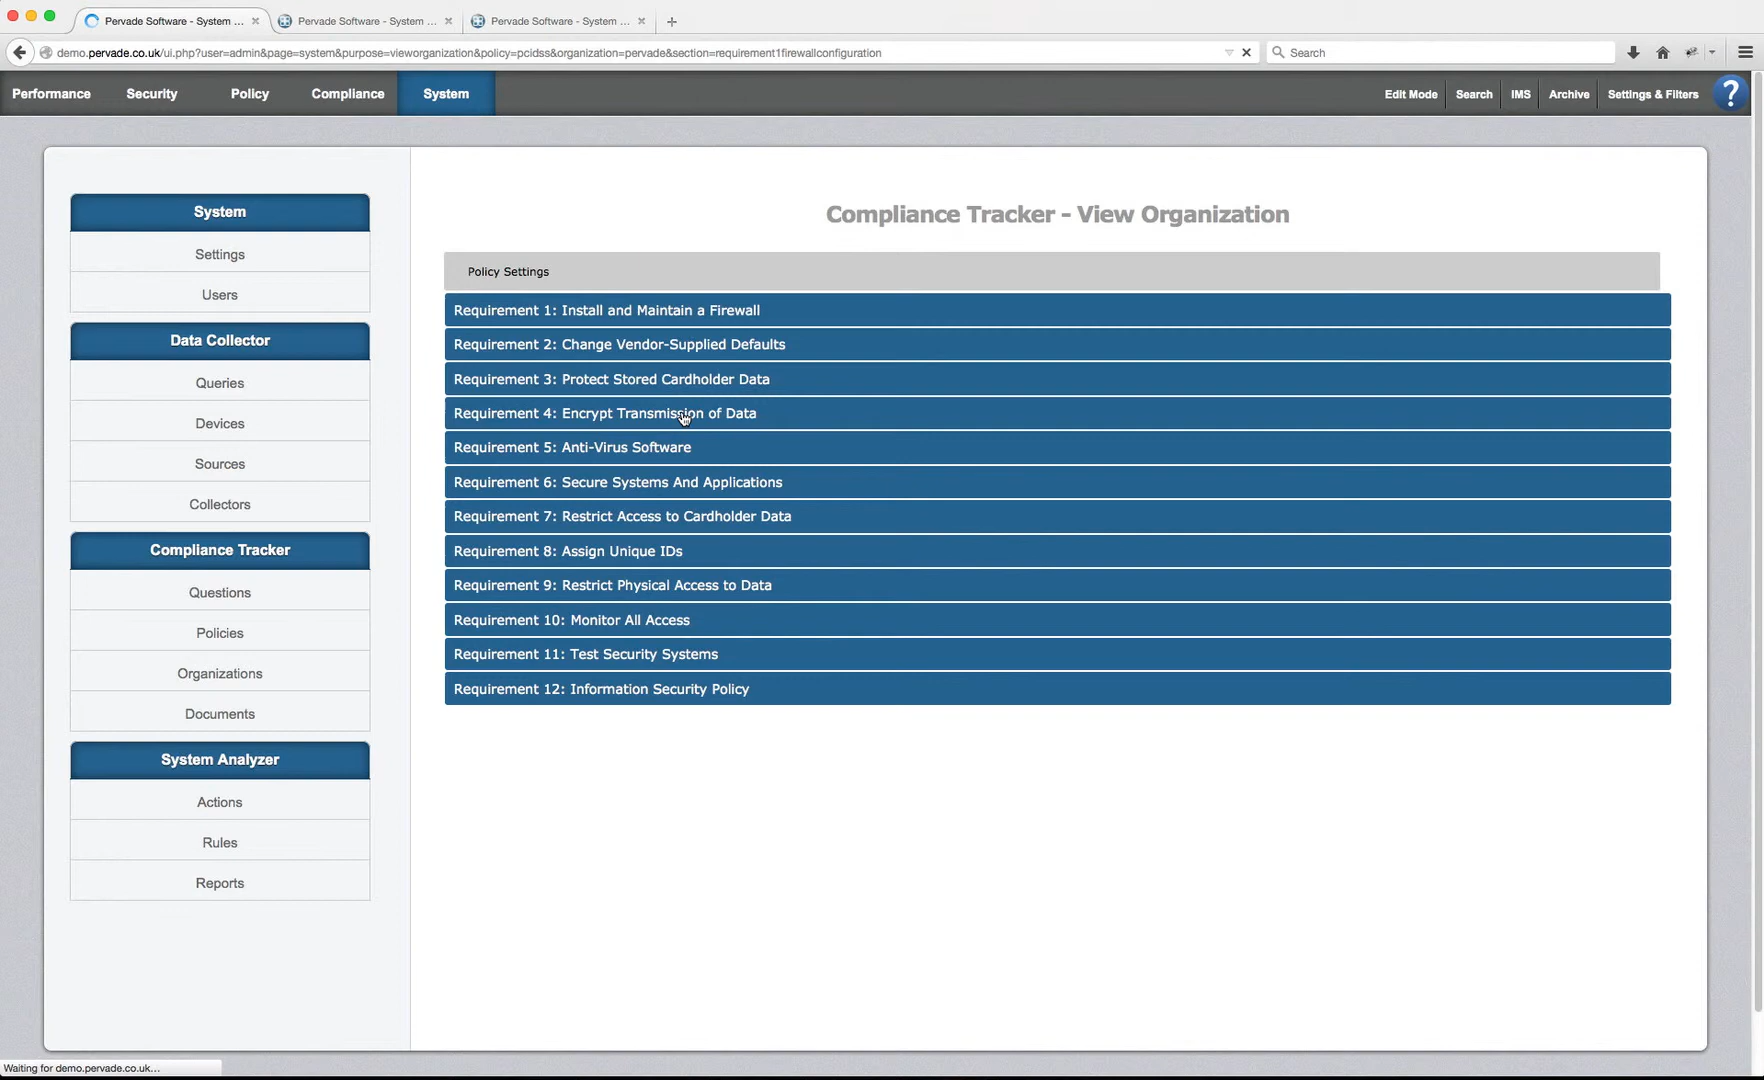 Pervade Software - System ...
Pervade Software - System ...
Pervade Software - System ...
demo.pervade.co.uk/ui.php?user=admin&page=system&purpose=vieworganization&policy=pcidss&organization=pervade&section=requirement1firewallconfiguration
Search
Performance
Security
Policy
Compliance
System
Edit Mode
Search
IMS
Archive
Settings & Filters
?
System
Settings
Users
Data Collector
Queries
Devices
Sources
Collectors
Compliance Tracker
Questions
Policies
Organizations
Documents
System Analyzer
Actions
Rules
Reports
Compliance Tracker - View Organization
Policy Settings
Requirement 1: Install and Maintain a Firewall
Requirement 2: Change Vendor-Supplied Defaults
Requirement 3: Protect Stored Cardholder Data
Requirement 4: Encrypt Transmission of Data
Requirement 5: Anti-Virus Software
Requirement 6: Secure Systems And Applications
Requirement 7: Restrict Access to Cardholder Data
Requirement 8: Assign Unique IDs
Requirement 9: Restrict Physical Access to Data
Requirement 10: Monitor All Access
Requirement 11: Test Security Systems
Requirement 12: Information Security Policy
Waiting for demo.pervade.co.uk...